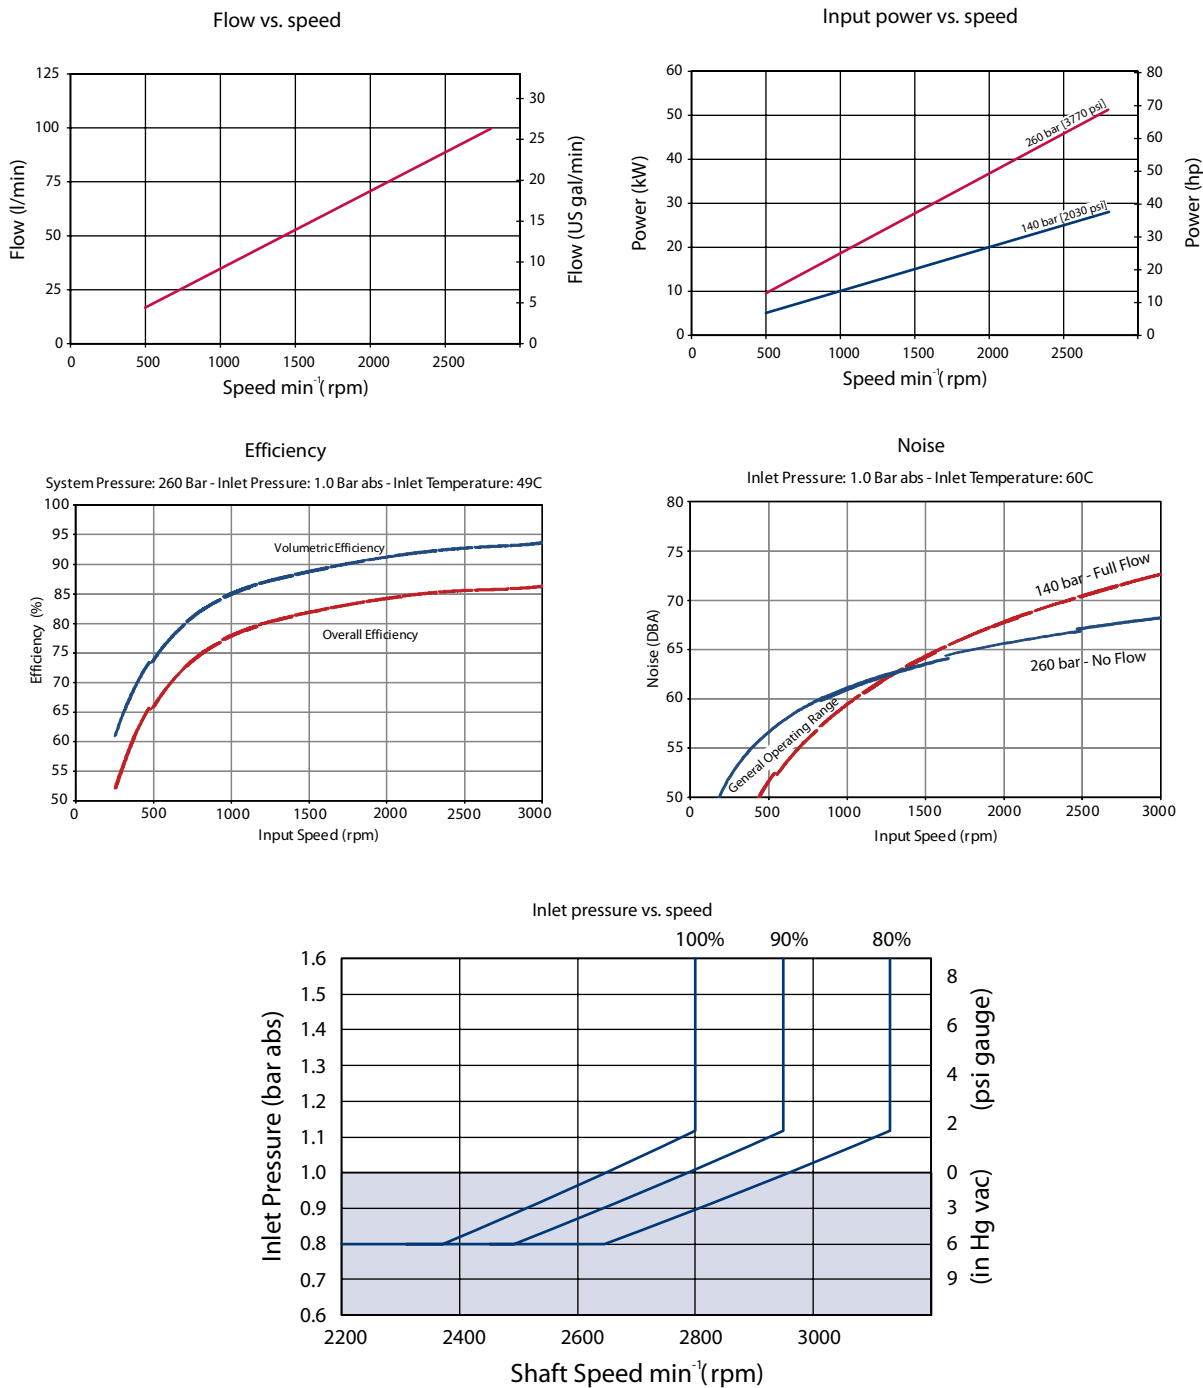 Flow vs. speed
125
100
75
50
25
0
Flow (l/min)
30
25
20
15
10
5
0
Flow (US gal/min)
0 500 1000 1500 2000 2500
Speed min⁻¹(rpm)
Input power vs. speed
60
50
40
30
20
10
0
Power (kW)
260 bar [3770 psi]
140 bar [2030 psi]
80
70
60
50
40
30
20
10
0
Power (hp)
0 500 1000 1500 2000 2500
Speed min⁻¹(rpm)
Efficiency
System Pressure: 260 Bar - Inlet Pressure: 1.0 Bar abs - Inlet Temperature: 49C
100
95
90
85
80
75
70
65
60
55
50
Efficiency (%)
Volumetric Efficiency
Overall Efficiency
0 500 1000 1500 2000 2500 3000
Input Speed (rpm)
Noise
Inlet Pressure: 1.0 Bar abs - Inlet Temperature: 60C
80
75
70
65
60
55
50
Noise (DBA)
140 bar - Full Flow
260 bar - No Flow
General Operating Range
0 500 1000 1500 2000 2500 3000
Input Speed (rpm)
Inlet pressure vs. speed
100% 90% 80%
1.6
1.5
1.4
1.3
1.2
1.1
1.0
0.9
0.8
0.7
0.6
Inlet Pressure (bar abs)
8
6
4
2
0
3
6
9
(psi gauge)
(in Hg vac)
2200 2400 2600 2800 3000
Shaft Speed min⁻¹(rpm)